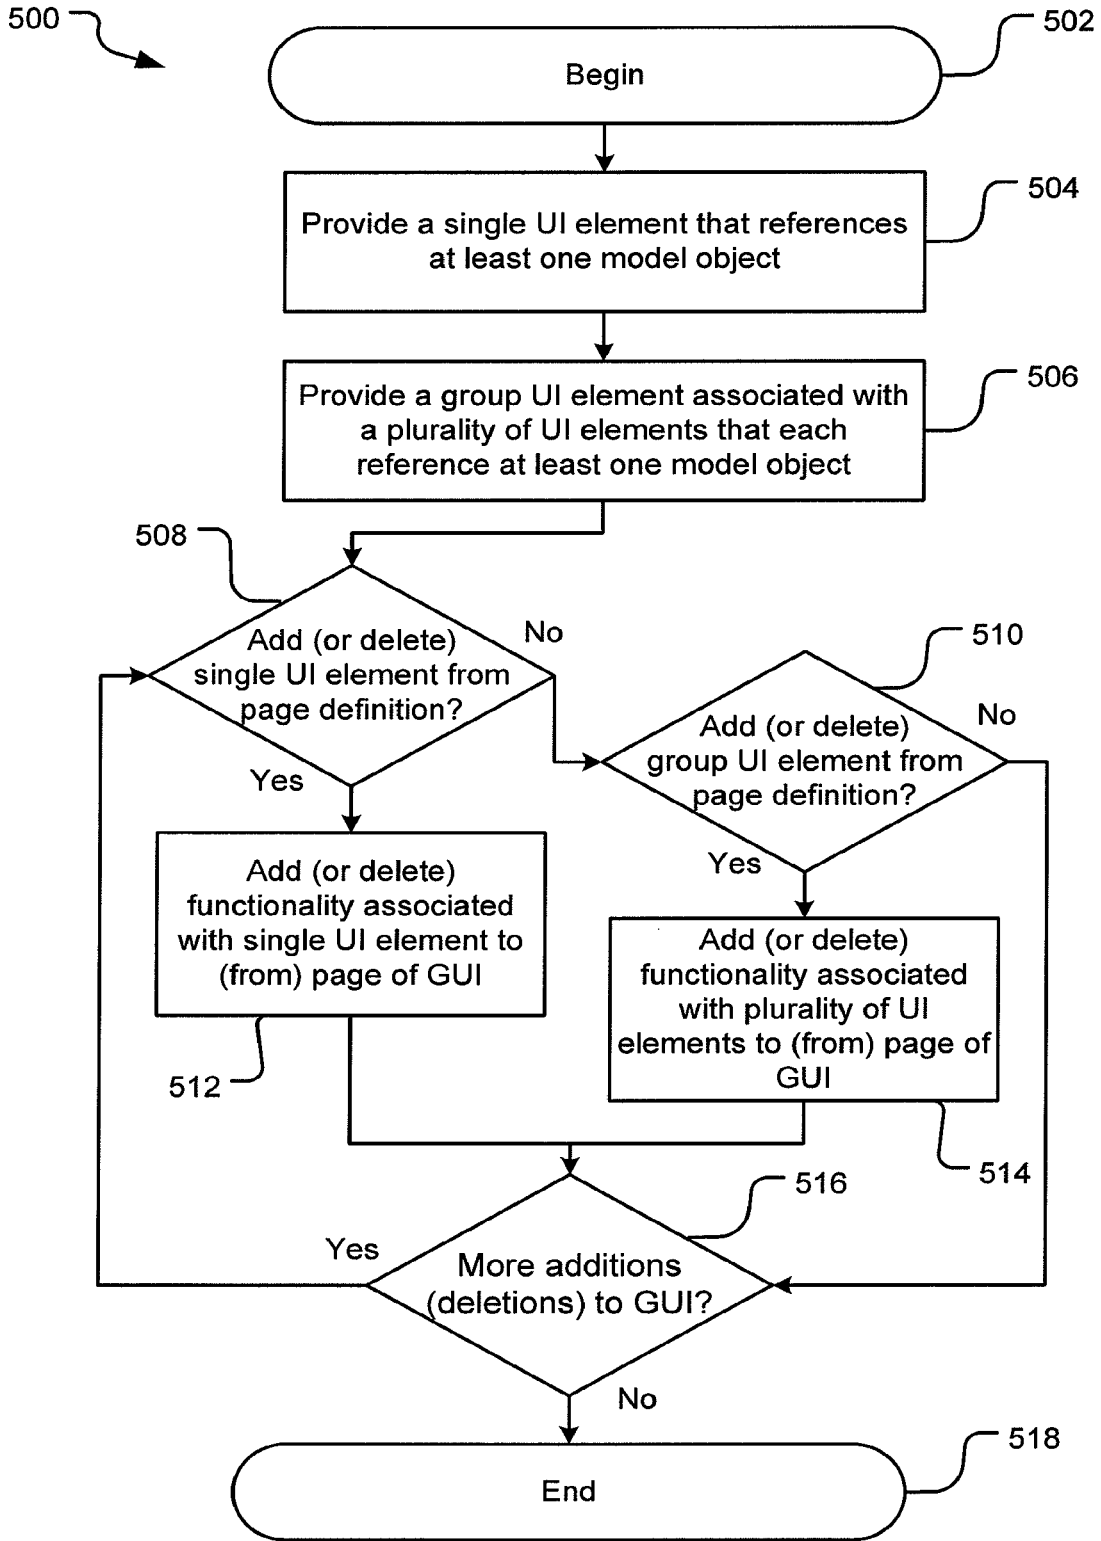 500
502
Begin
504
Provide a single UI element that references
at least one model object
506
Provide a group UI element associated with
a plurality of UI elements that each
reference at least one model object
508
Add (or delete)
single UI element from
page definition?
No
510
Add (or delete)
group UI element from
page definition?
No
Yes
Yes
Add (or delete)
functionality associated
with single UI element to
(from) page of GUI
512
Add (or delete)
functionality associated
with plurality of UI
elements to (from) page of
GUI
514
516
Yes
More additions
(deletions) to GUI?
No
518
End